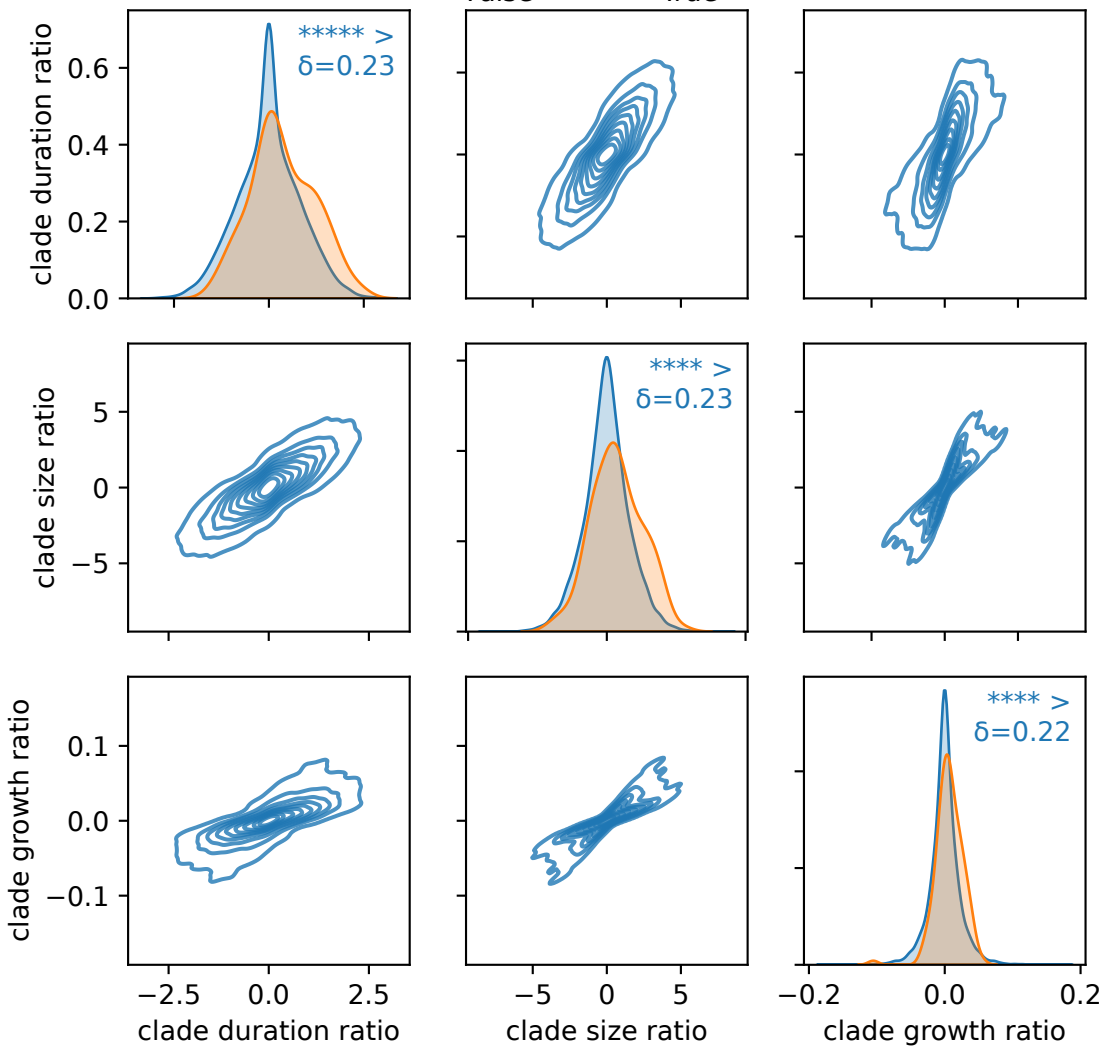 clade duration ratio
0.6
0.4
0.2
0.0
***** >
δ=0.23
clade size ratio
5
0
−5
**** >
δ=0.23
clade growth ratio
0.1
0.0
−0.1
**** >
δ=0.22
−2.5 0.0 2.5
−5 0 5
−0.2 0.0 0.2
clade duration ratio
clade size ratio
clade growth ratio